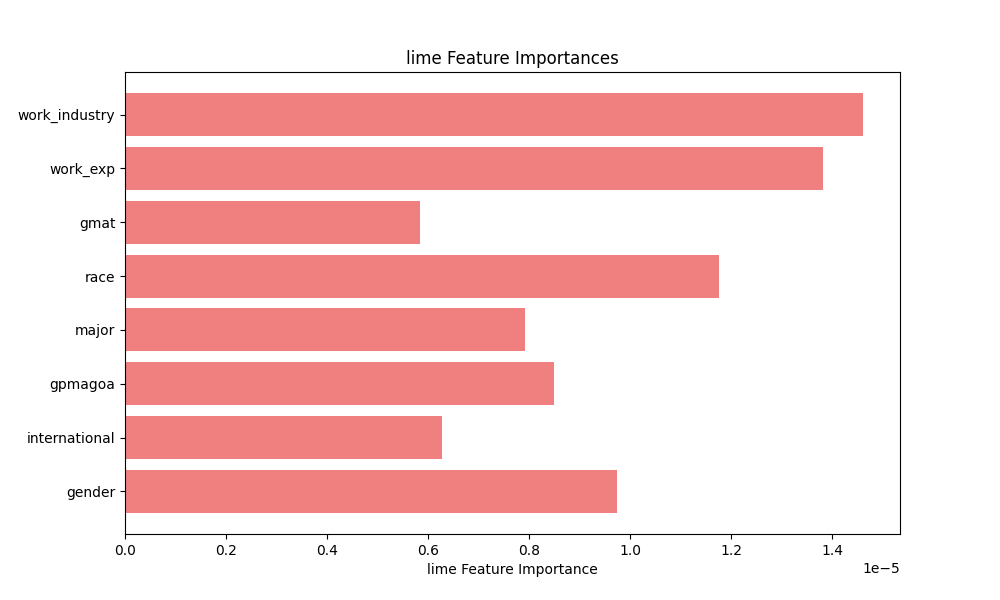 lime Feature Importances
work_industry
work_exp
gmat
race
major
gpmagoa
international
gender
0.0 0.2 0.4 0.6 0.8 1.0 1.2 1.4
1e−5
lime Feature Importance